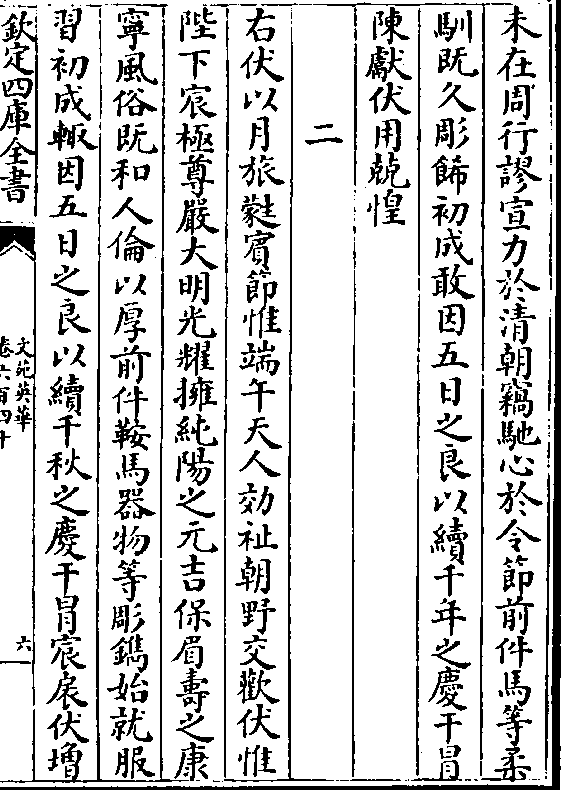 未在周行謬宣力於清朝竊馳心於令節前件馬等柔
馴既久彫餙初成敢因五日之良以續千年之慶干冒
陳獻伏用兢惶
二
右伏以月旅蕤賓節惟端午天人効祉朝野交歡伏惟
陛下宸極尊嚴大明光耀擁純陽之元吉保眉壽之康
寧風俗既和人倫以厚前件鞍馬器物等彫鐫始就服
習初成輙因五日之良以續千秋之慶干冒宸扆伏增
欽定四庫全書
文苑英華
卷六百四十
六